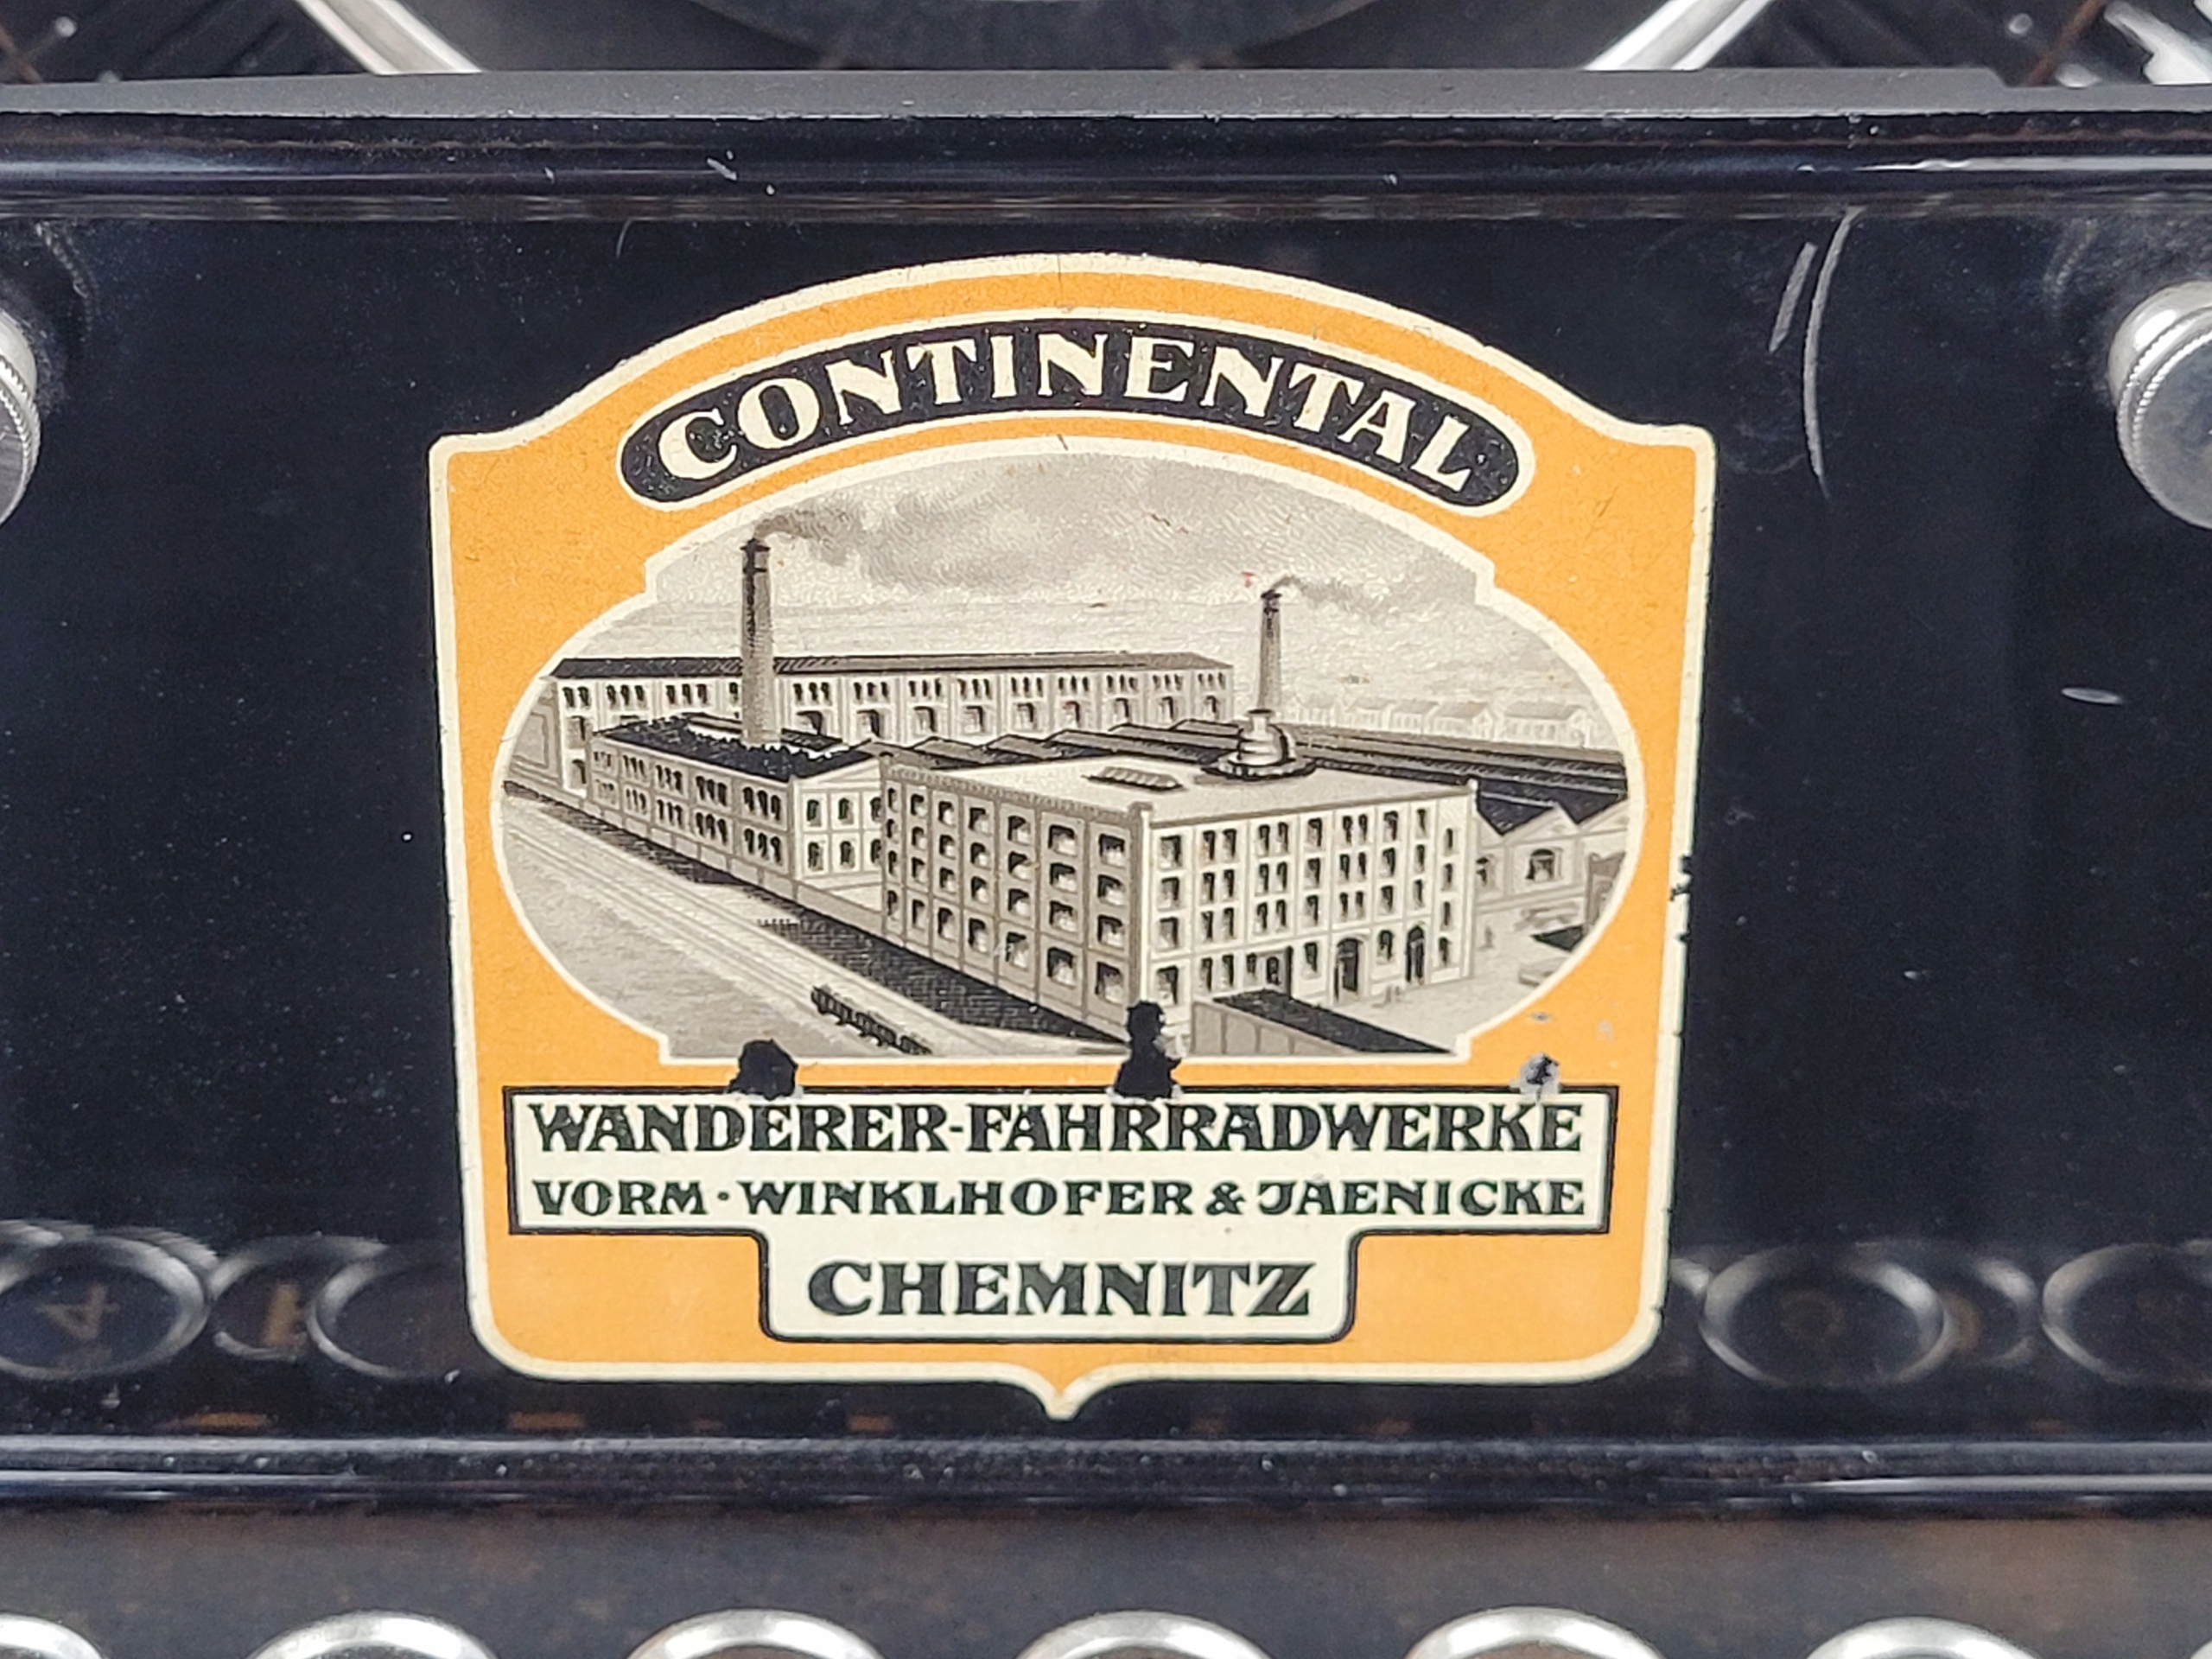 CONTINENTAL
WANDERER-FAHRRADWERKE
VORM· WINKLHOFER & JAENICKE
CHEMNITZ